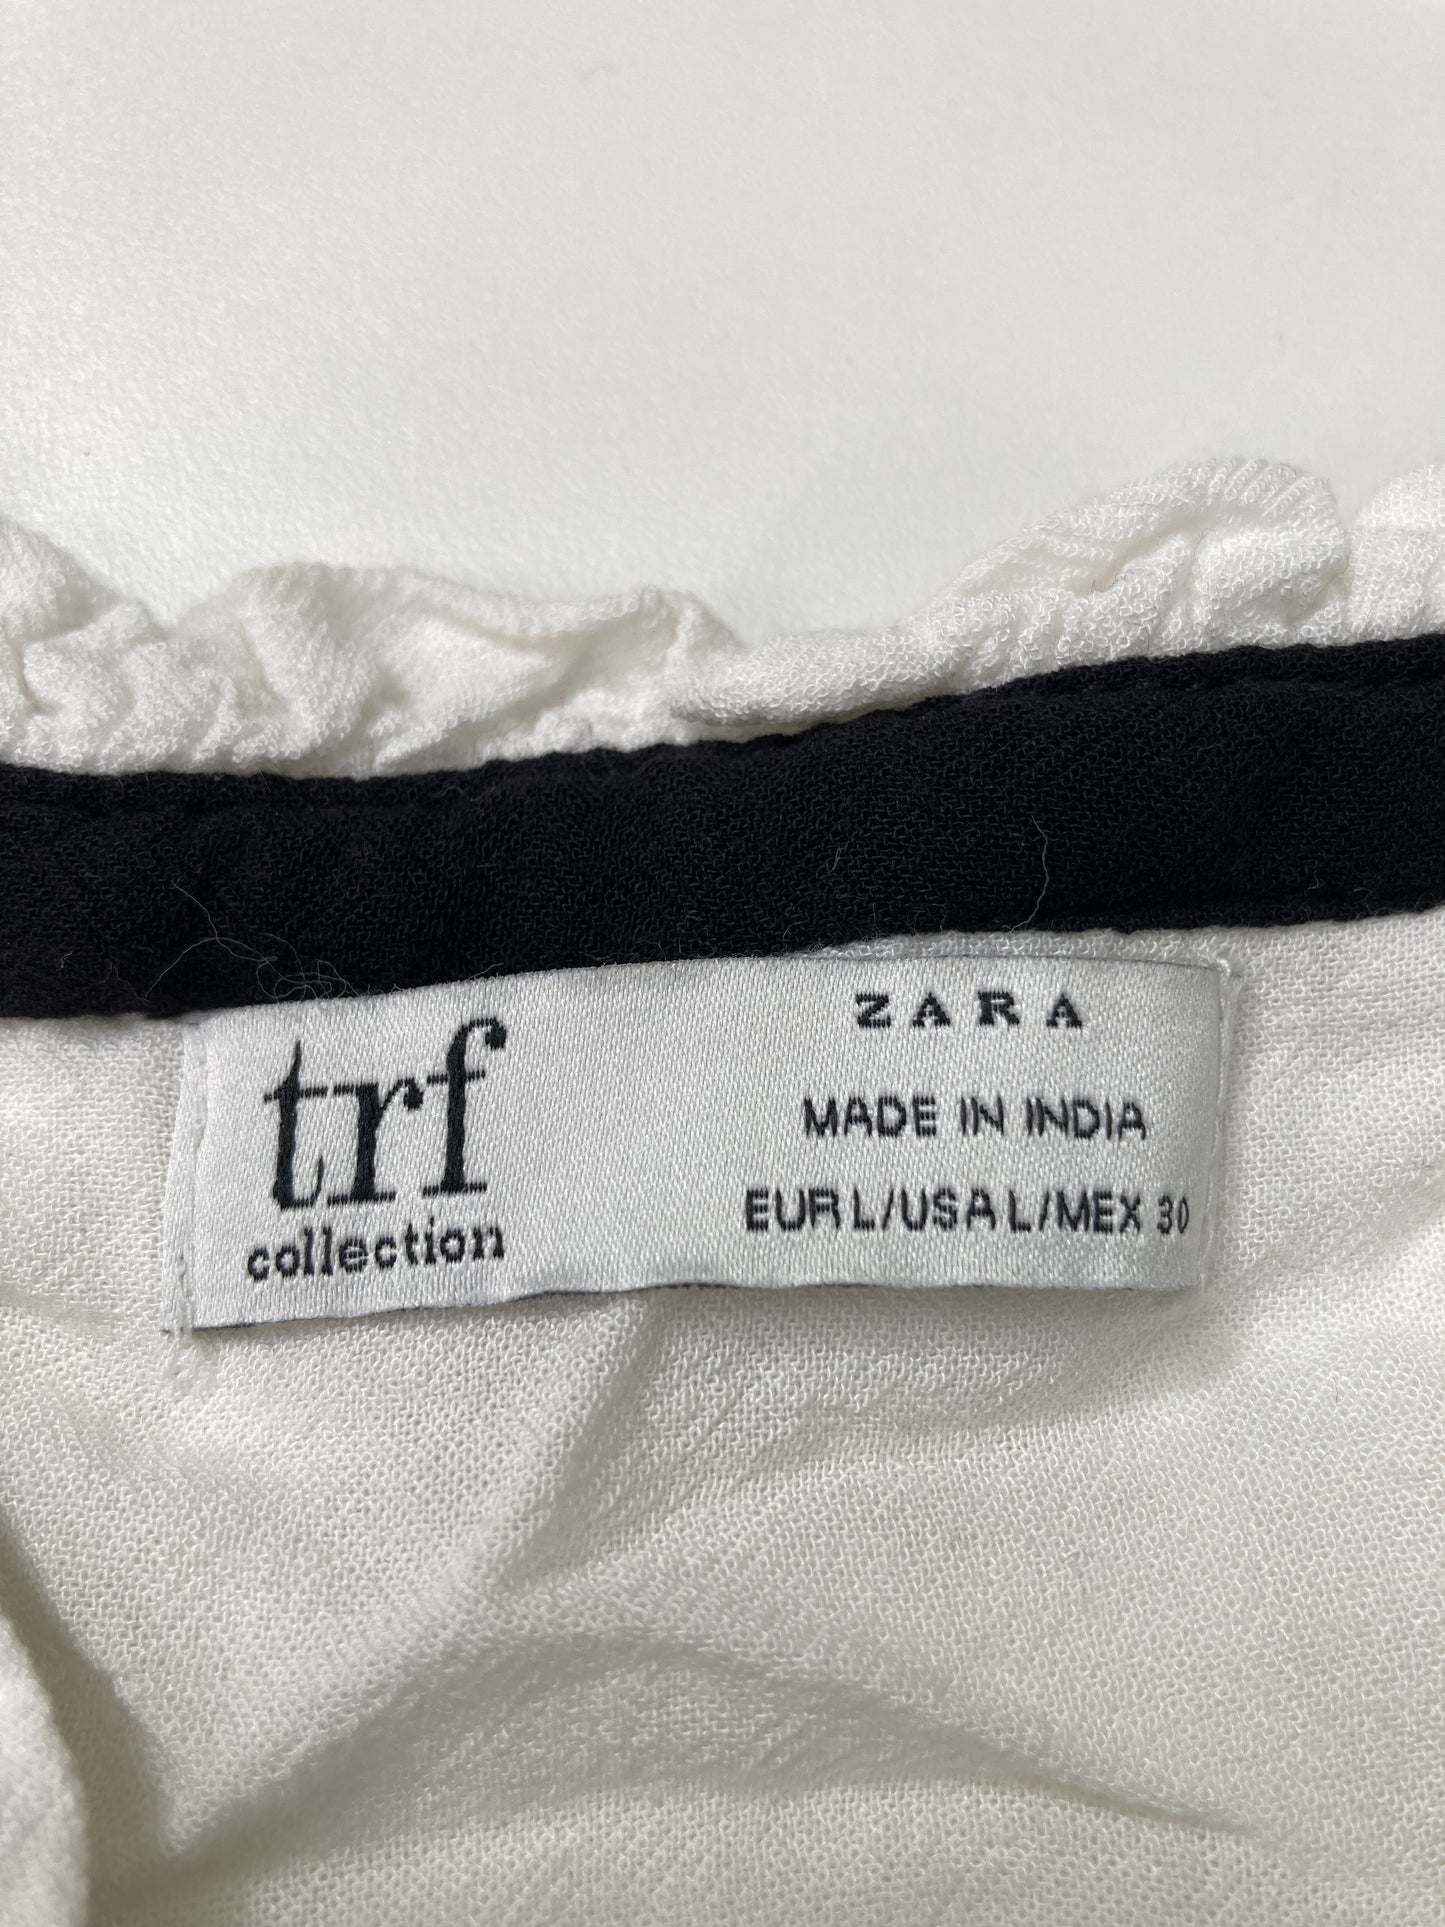 trf
collection
ZARA
MADE IN INDIA
EUR L/USA L/MEX 30